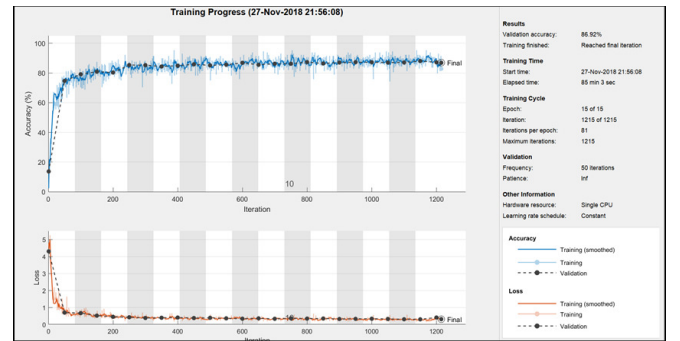 Training Progress (27-Nov-2018 21:56:08)
Accuracy (%)
100
80
60
40
20
0
0
200
400
600
800
1000
1200
10
Final
Iteration
Loss
5
4
3
2
1
0
0
200
400
600
800
1000
1200
10
Final
Iteration
Results
Validation accuracy: 86.92%
Training finished: Reached final iteration
Training Time
Start time: 27-Nov-2018 21:56:08
Elapsed time: 85 min 3 sec
Training Cycle
Epoch: 15 of 15
Iteration: 1215 of 1215
Iterations per epoch: 81
Maximum iterations: 1215
Validation
Frequency: 50 iterations
Patience: Inf
Other Information
Hardware resource: Single CPU
Learning rate schedule: Constant
Accuracy
Training (smoothed)
Training
Validation
Loss
Training (smoothed)
Training
Validation